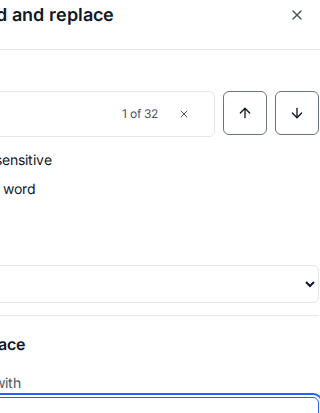 d and replace
1 of 32
sensitive
word
ace
with